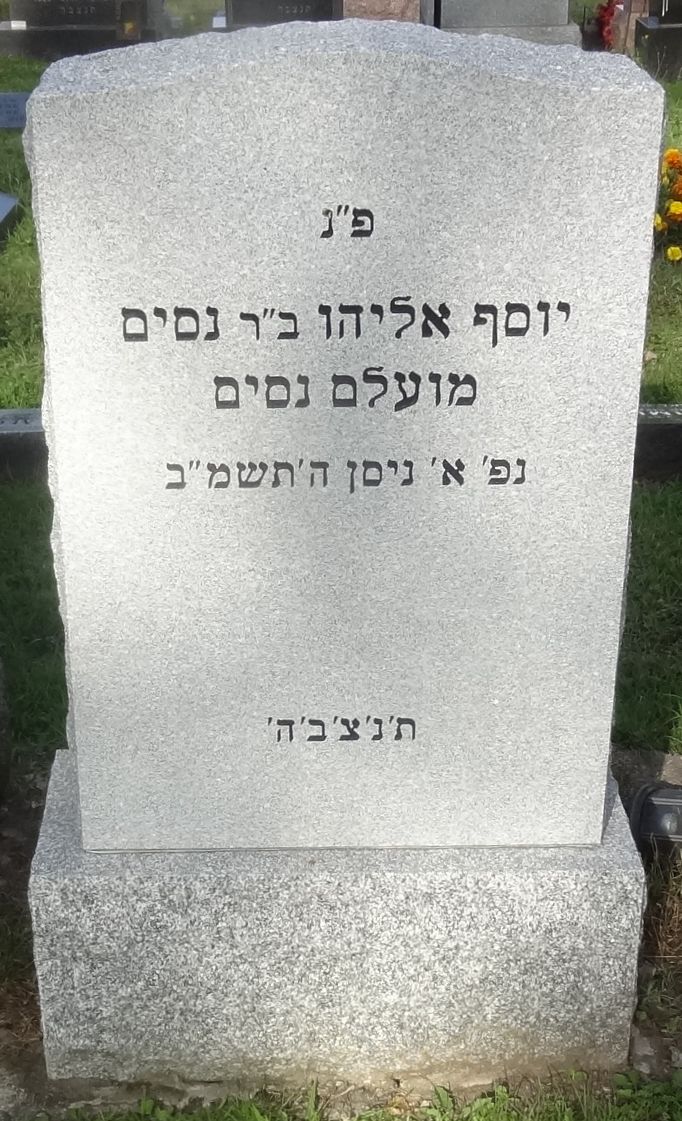 פ״נ
יוסף אליהו ב״ר נסים
מועלם נסים
נפ׳ א׳ ניסן ה׳תשמ״ב
ת׳נ׳צ׳ב׳ה׳